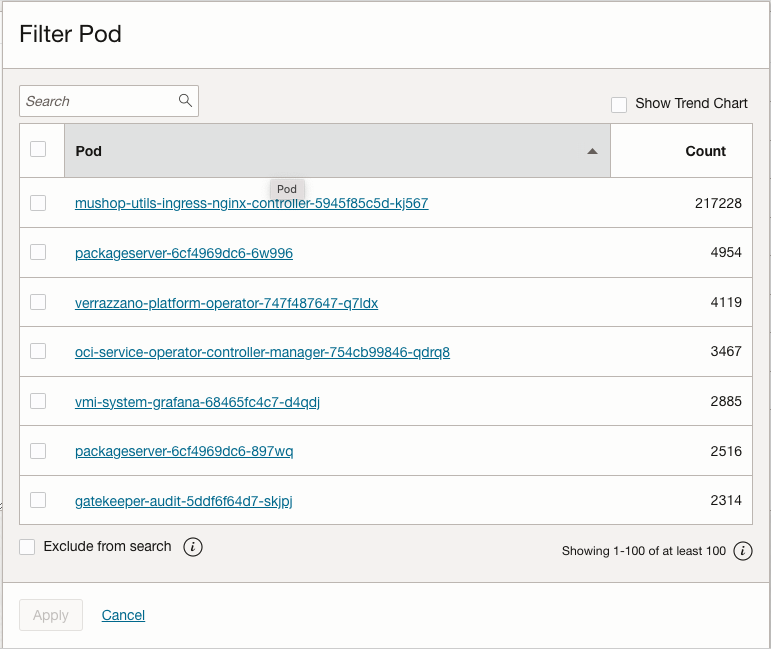 Filter Pod
Search
Show Trend Chart
Pod Count
Pod
mushop-utils-ingress-nginx-controller-5945f85c5d-kj567 217228
packageserver-6cf4969dc6-6w996 4954
verrazzano-platform-operator-747f487647-q7ldx 4119
oci-service-operator-controller-manager-754cb99846-qdrq8 3467
vmi-system-grafana-68465fc4c7-d4qdj 2885
packageserver-6cf4969dc6-897wq 2516
gatekeeper-audit-5ddf6f64d7-skjpj 2314
Exclude from search
Showing 1-100 of at least 100
Apply Cancel